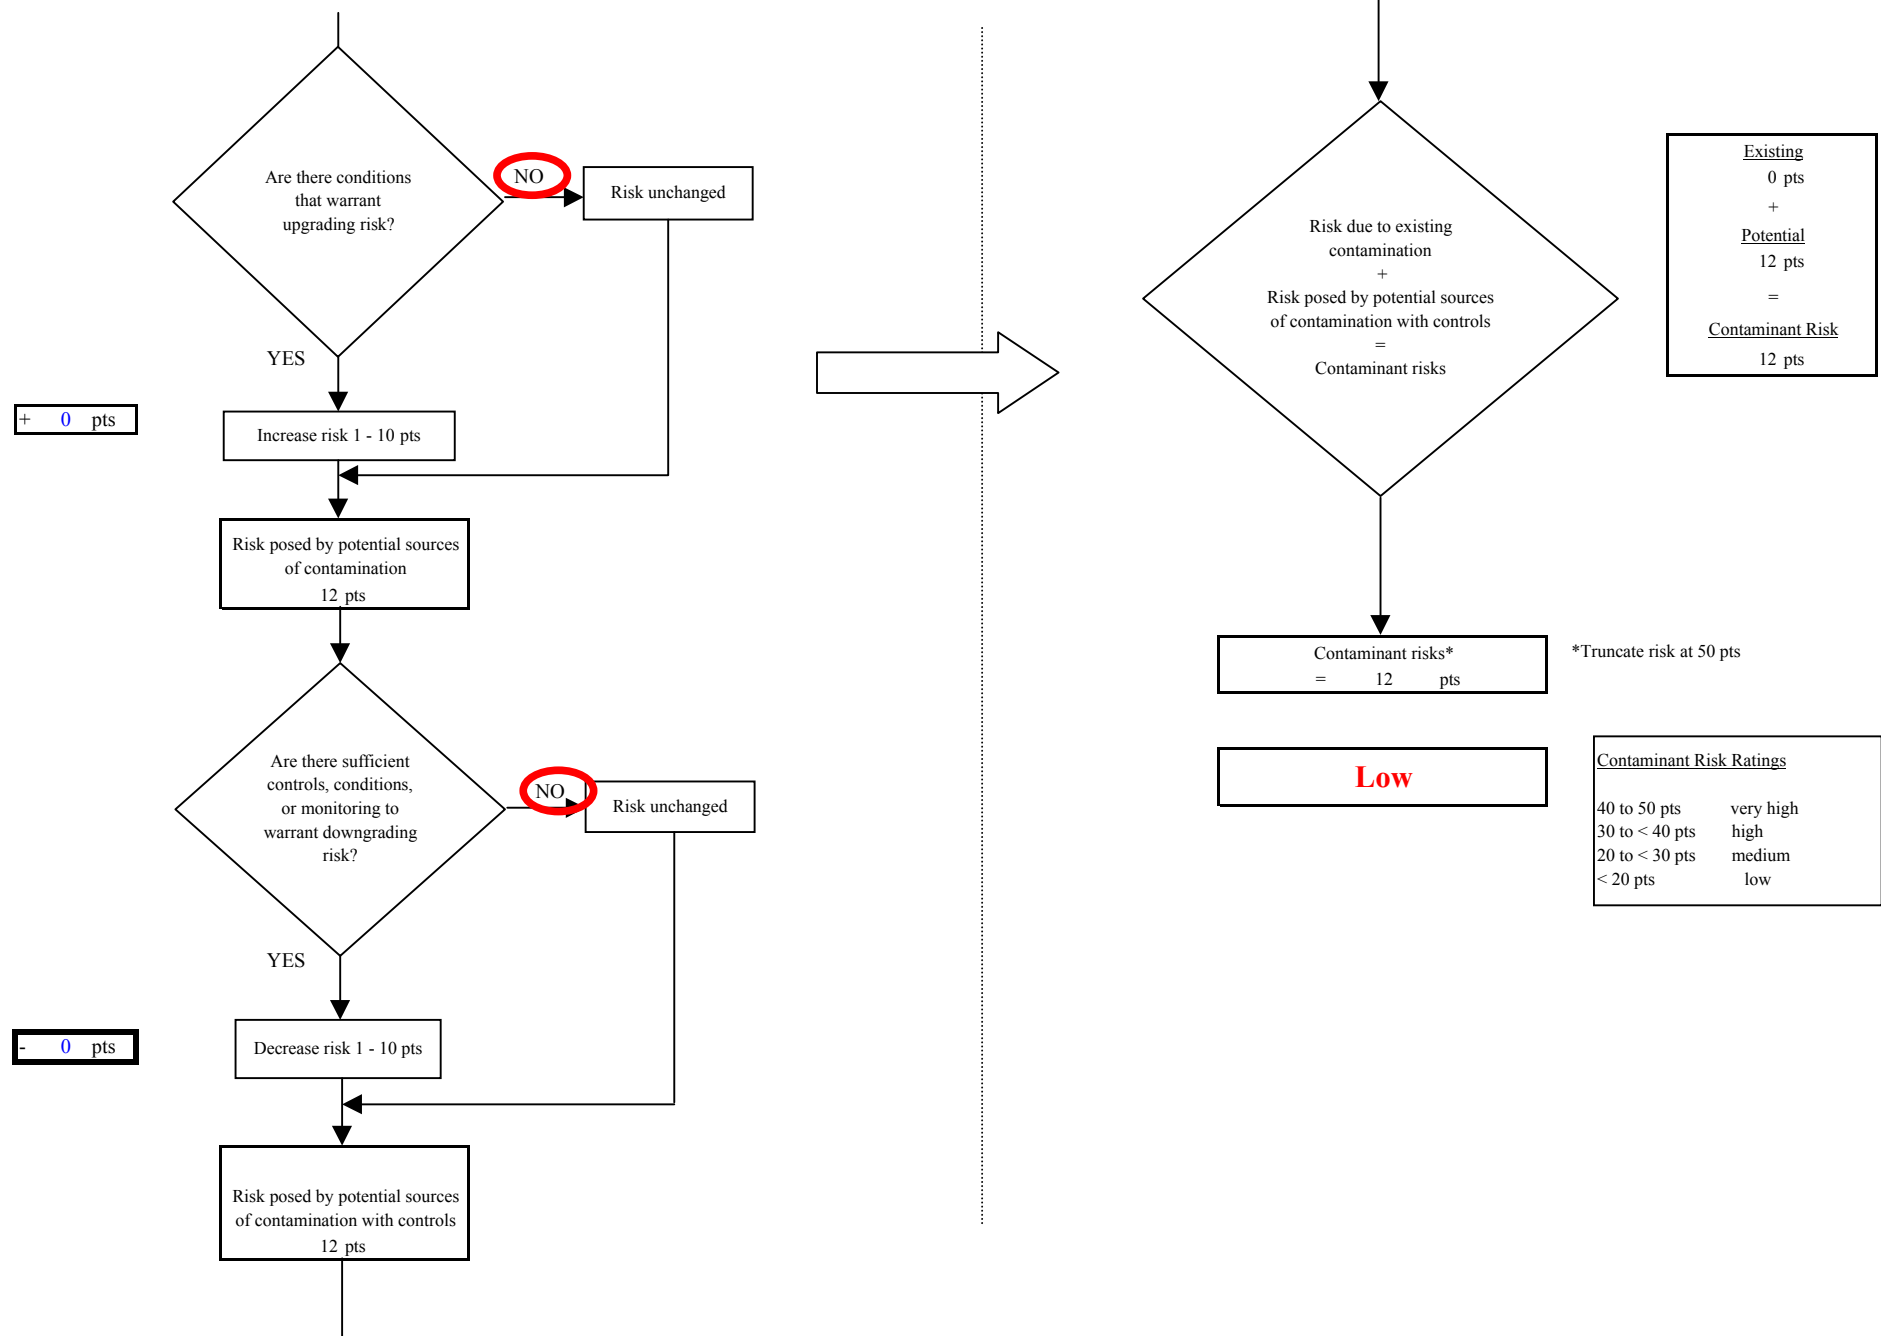 Are there conditions
that warrant
upgrading risk?
NO
Risk unchanged
YES
+ 0 pts
Increase risk 1 - 10 pts
Risk posed by potential sources
of contamination
12 pts
Are there sufficient
controls, conditions,
or monitoring to
warrant downgrading
risk?
NO
Risk unchanged
YES
- 0 pts
Decrease risk 1 - 10 pts
Risk posed by potential sources
of contamination with controls
12 pts
Risk due to existing
contamination
+
Risk posed by potential sources
of contamination with controls
=
Contaminant risks
Existing
0 pts
+
Potential
12 pts
=
Contaminant Risk
12 pts
Contaminant risks*
= 12 pts
*Truncate risk at 50 pts
Low
Contaminant Risk Ratings
40 to 50 pts very high
30 to < 40 pts high
20 to < 30 pts medium
< 20 pts low